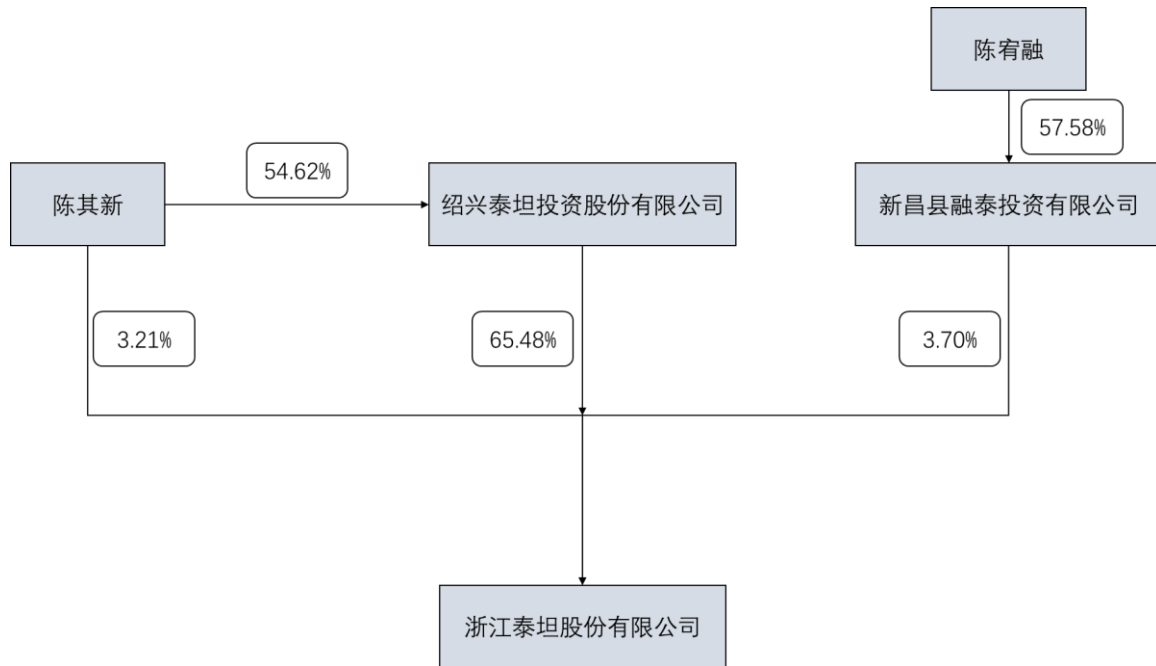 陈宥融
57.58%
54.62%
陈其新
绍兴泰坦投资股份有限公司
新昌县融泰投资有限公司
3.21%
65.48%
3.70%
浙江泰坦股份有限公司